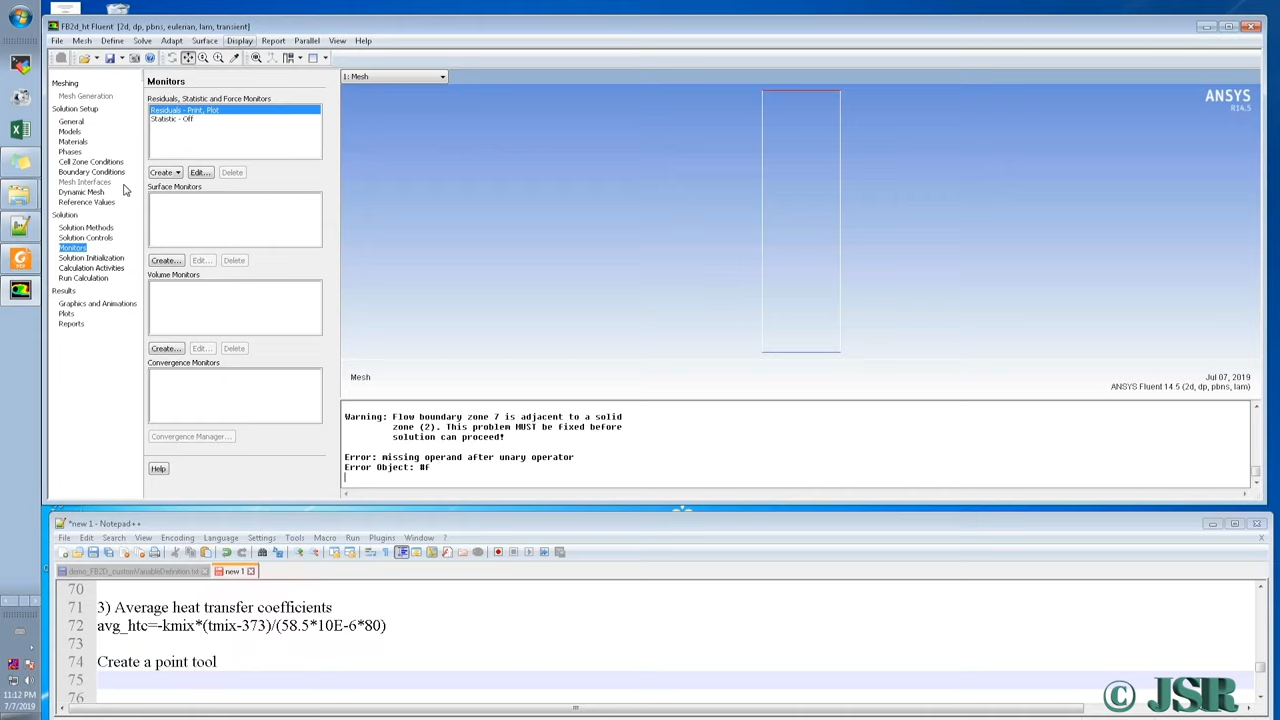 FB2d_ht Fluent [2d, dp, pbns, eulerian, lam, transient]
File Mesh Define Solve Adapt Surface Display Report Parallel View Help
Meshing
Mesh Generation
Solution Setup
General
Models
Materials
Phases
Cell Zone Conditions
Boundary Conditions
Mesh Interfaces
Dynamic Mesh
Reference Values
Solution
Solution Methods
Solution Controls
Monitors
Solution Initialization
Calculation Activities
Run Calculation
Results
Graphics and Animations
Plots
Reports
Monitors
Residuals, Statistic and Force Monitors
Residuals - Print, Plot
Statistic - Off
Create Edit... Delete
Surface Monitors
Create... Edit... Delete
Volume Monitors
Create... Edit... Delete
Convergence Monitors
Convergence Manager...
Help
1: Mesh
ANSYS
R14.5
Mesh
Jul 07, 2019
ANSYS Fluent 14.5 (2d, dp, pbns, lam)
Warning: Flow boundary zone 7 is adjacent to a solid
zone (2). This problem MUST be fixed before
solution can proceed!
Error: missing operand after unary operator
Error Object: #f
*new 1 - Notepad++
File Edit Search View Encoding Language Settings Tools Macro Run Plugins Window ? X
demo_FB2D_customVariableDefinition.txt new 1
70
71 3) Average heat transfer coefficients
72 avg_htc=-kmix*(tmix-373)/(58.5*10E-6*80)
73
74 Create a point tool
75
76
11:12 PM
7/7/2019
© JSR